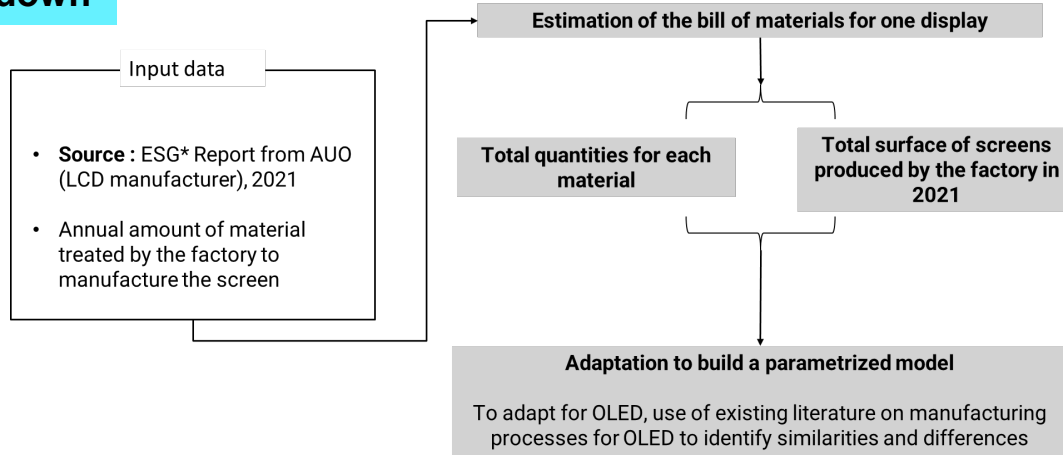 down
Input data
• Source : ESG* Report from AUO
(LCD manufacturer), 2021
• Annual amount of material
treated by the factory to
manufacture the screen
Estimation of the bill of materials for one display
Total quantities for each
material
Total surface of screens
produced by the factory in
2021
Adaptation to build a parametrized model
To adapt for OLED, use of existing literature on manufacturing
processes for OLED to identify similarities and differences